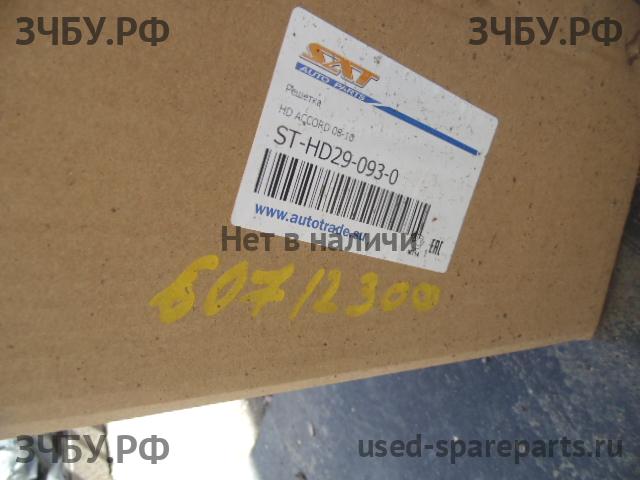 ЗЧБУ.РФ ЗЧБУ.РФ
SAT
AUTO PARTS
Решетка
HD ACCORD 08-10
ST-HD29-093-0
www.autotrade.su
EAC
Нет в наличии
607/2300
ЗЧБУ.РФ used-spareparts.ru